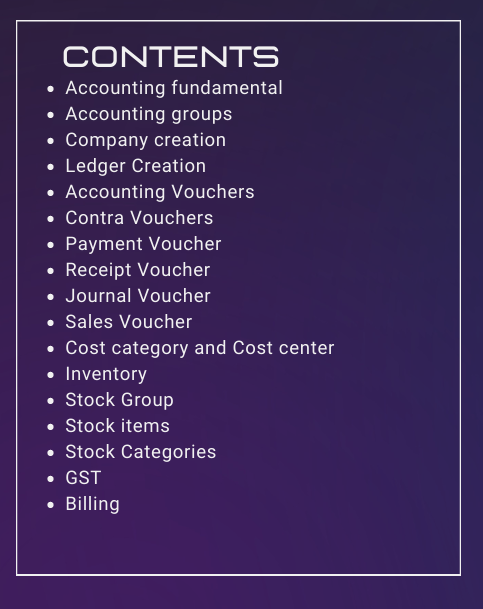 CONTENTS
• Accounting fundamental
• Accounting groups
• Company creation
• Ledger Creation
• Accounting Vouchers
• Contra Vouchers
• Payment Voucher
• Receipt Voucher
• Journal Voucher
• Sales Voucher
• Cost category and Cost center
• Inventory
• Stock Group
• Stock items
• Stock Categories
• GST
• Billing